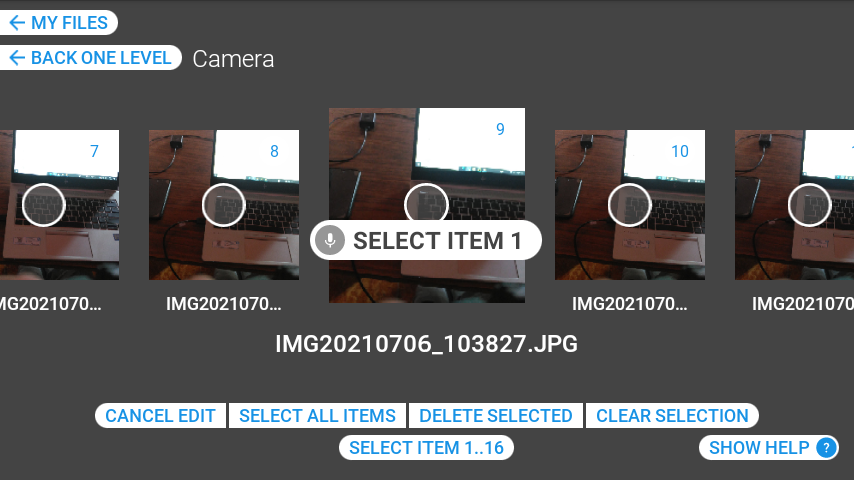 MY FILES
BACK ONE LEVEL Camera
7
8
9
10
SELECT ITEM 1
MG2021070...
IMG2021070...
IMG2021070...
IMG2021070
IMG20210706_103827.JPG
CANCEL EDIT SELECT ALL ITEMS DELETE SELECTED CLEAR SELECTION
SELECT ITEM 1..16 SHOW HELP ?